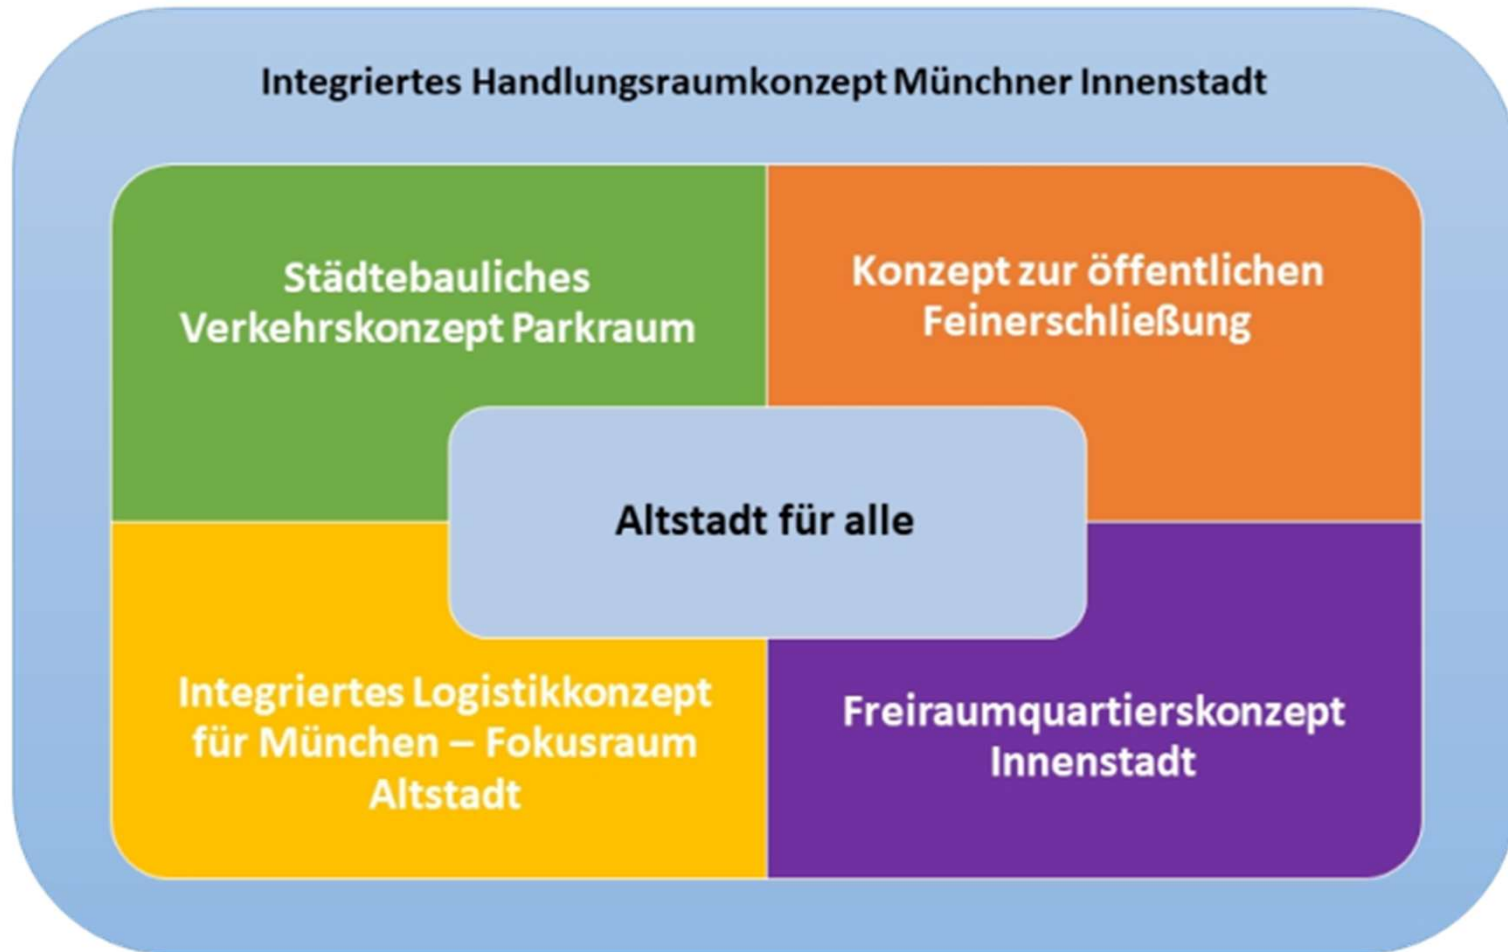 Integriertes Handlungsraumkonzept Münchner Innenstadt
Städtebauliches
Verkehrskonzept Parkraum
Konzept zur öffentlichen
Feinerschließung
Altstadt für alle
Integriertes Logistikkonzept
für München – Fokusraum
Altstadt
Freiraumquartierskonzept
Innenstadt